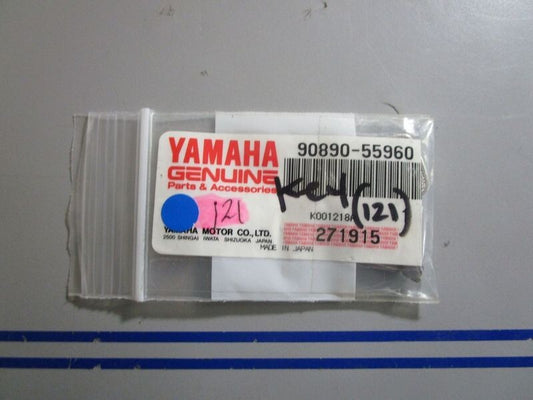 YAMAHA
GENUINE
Parts & Accessories
90890-55960
Key (121)
121
K001218
271915
YAMAHA MOTOR CO., LTD.
2500 SHINGAI IWATA SHIZUOKA JAPAN
MADE IN JAPAN